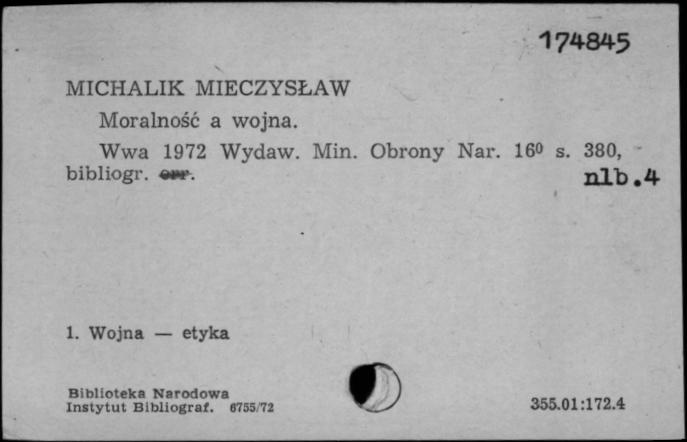 174845
MICHALIK MIECZYSŁAW
Moralność a wojna.
Wwa 1972 Wydaw. Min. Obrony Nar. 16⁰ s. 380,
bibliogr.
nlb.4
1. Wojna — etyka
Biblioteka Narodowa
Instytut Bibliograf. 6755/72
355.01:172.4